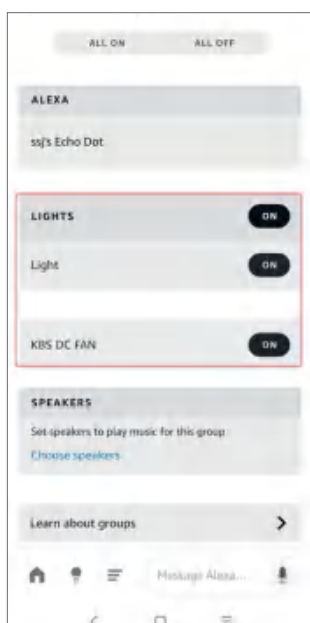 ALL ON ALL OFF
ALEXA
ssj's Echo Dot
LIGHTS ON
Light ON
KBS DC FAN ON
SPEAKERS
Set speakers to play music for this group
Choose speakers
Learn about groups
Message Alexa...